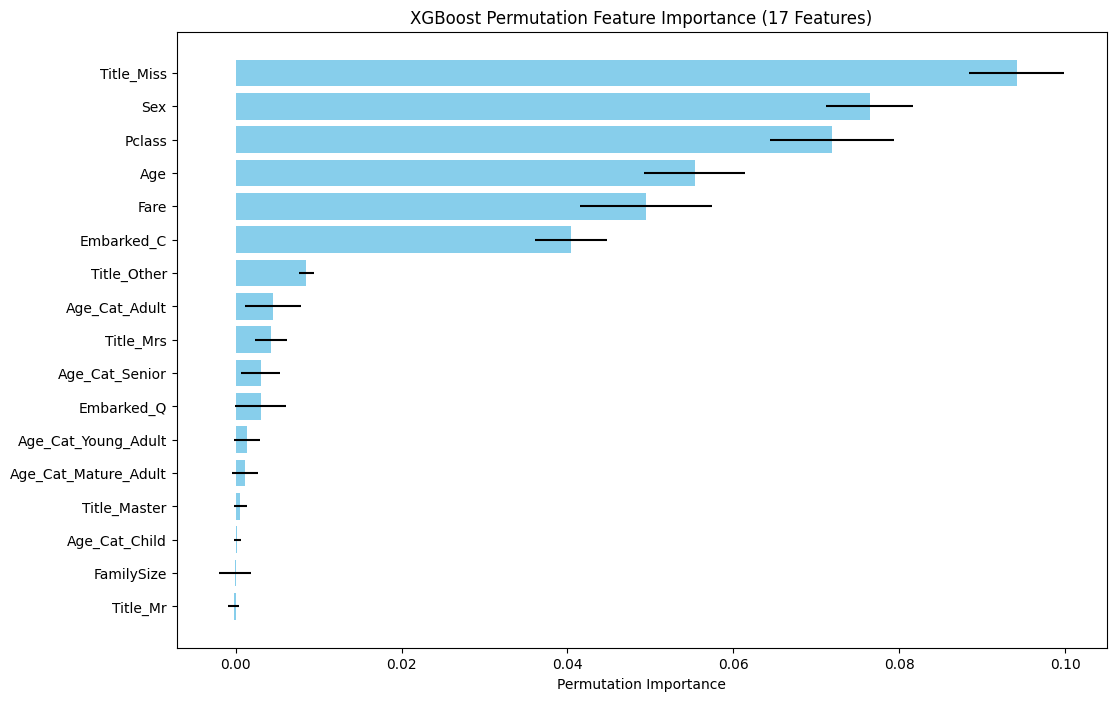 XGBoost Permutation Feature Importance (17 Features)
Title_Miss
Sex
Pclass
Age
Fare
Embarked_C
Title_Other
Age_Cat_Adult
Title_Mrs
Age_Cat_Senior
Embarked_Q
Age_Cat_Young_Adult
Age_Cat_Mature_Adult
Title_Master
Age_Cat_Child
FamilySize
Title_Mr
0.00 0.02 0.04 0.06 0.08 0.10
Permutation Importance